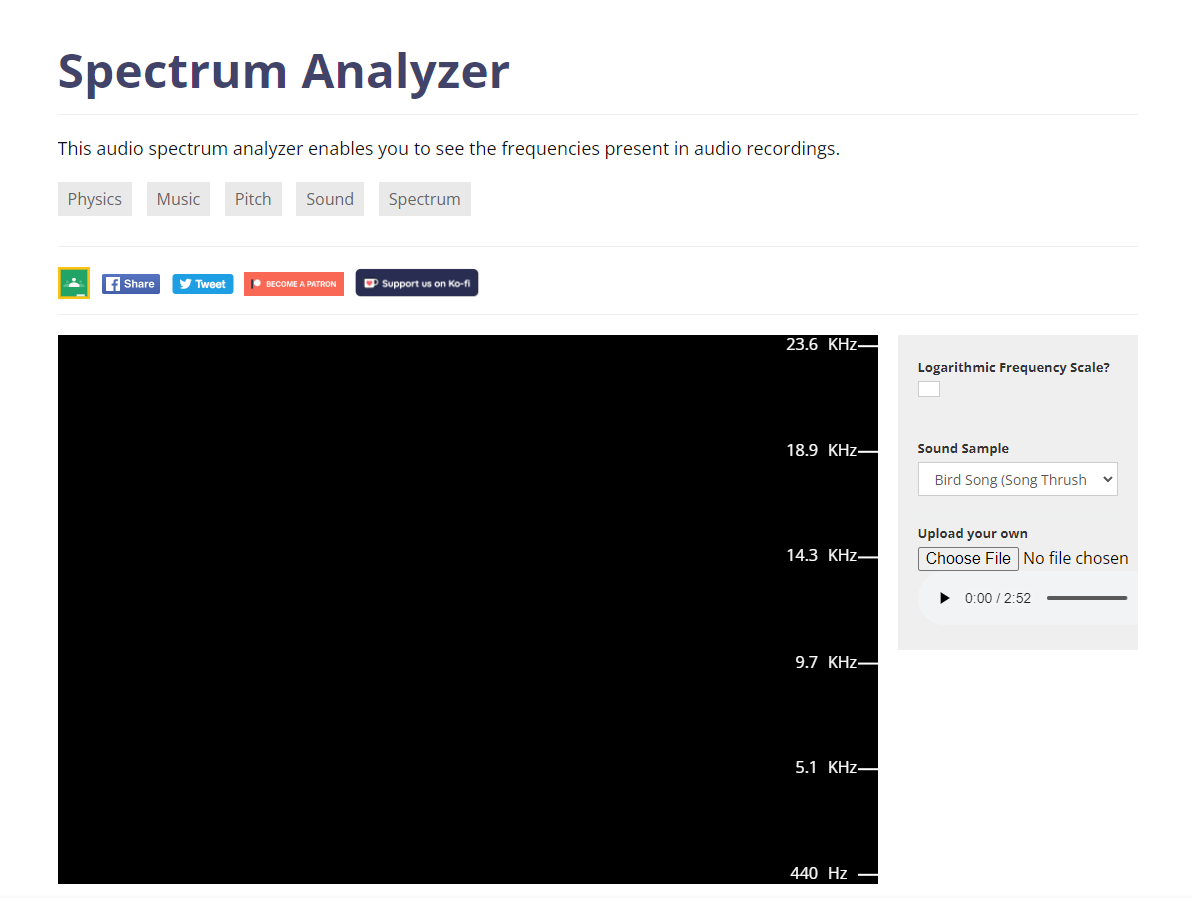 Spectrum Analyzer
This audio spectrum analyzer enables you to see the frequencies present in audio recordings.
Physics Music Pitch Sound Spectrum
Share Tweet BECOME A PATRON Support us on Ko-fi
23.6 KHz
18.9 KHz
14.3 KHz
9.7 KHz
5.1 KHz
440 Hz
Logarithmic Frequency Scale?
Sound Sample
Bird Song (Song Thrush
Upload your own
Choose File No file chosen
0:00 / 2:52